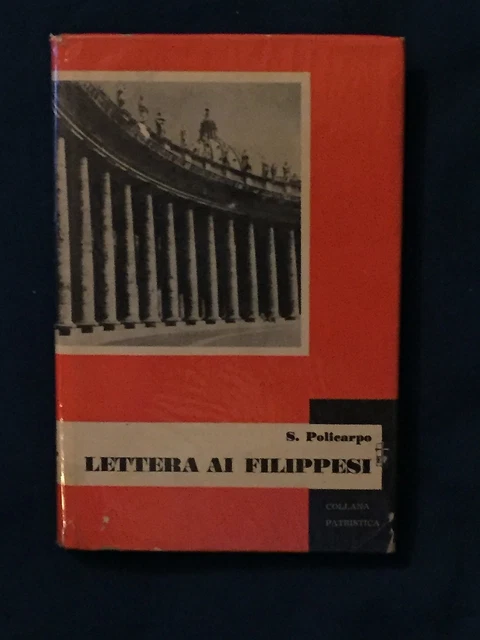 S. Policarpo
LETTERA AI FILIPPESI
COLLANA
PATRISTICA